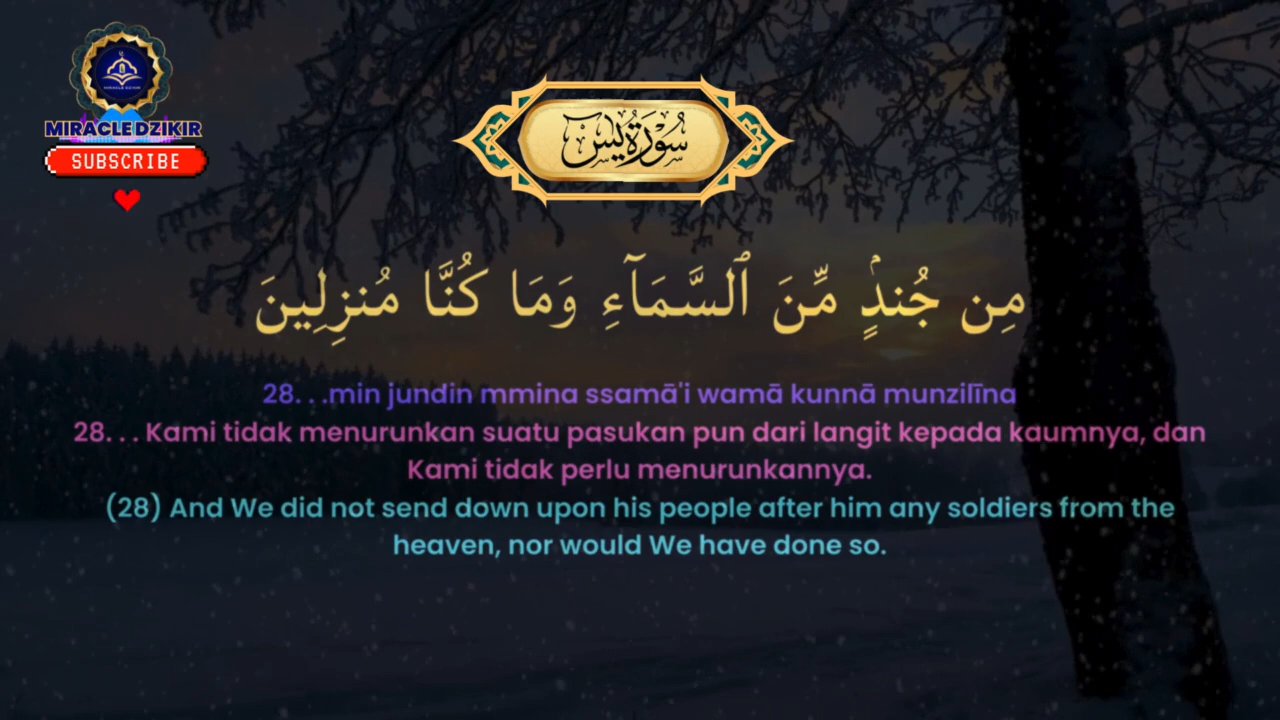 MIRACLE DZIKIR
SUBSCRIBE
سُوْرَةُ يٰسٓ
مِن جُندٍۢ مِّنَ ٱلسَّمَآءِ وَمَا كُنَّا مُنزِلِينَ
28. . .min jundin mmina ssamā'i wamā kunnā munzilīna
28. . . Kami tidak menurunkan suatu pasukan pun dari langit kepada kaumnya, dan
Kami tidak perlu menurunkannya.
(28) And We did not send down upon his people after him any soldiers from the
heaven, nor would We have done so.